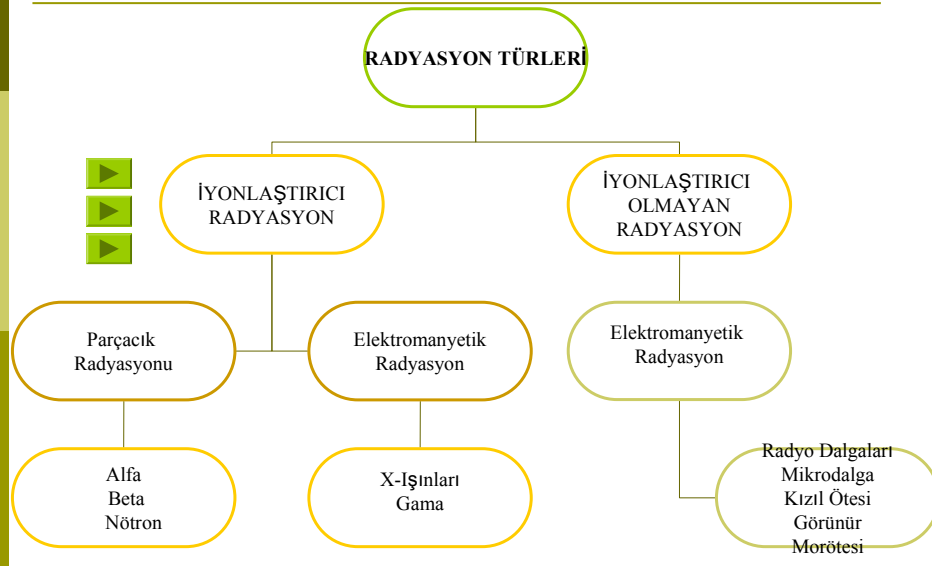 RADYASYON TÜRLERİ
İYONLAŞTIRICI
RADYASYON
İYONLAŞTIRICI
OLMAYAN
RADYASYON
Parçacık
Radyasyonu
Elektromanyetik
Radyasyon
Elektromanyetik
Radyasyon
Alfa
Beta
Nötron
X-Işınları
Gama
Radyo Dalgaları
Mikrodalga
Kızıl Ötesi
Görünür
Morötesi